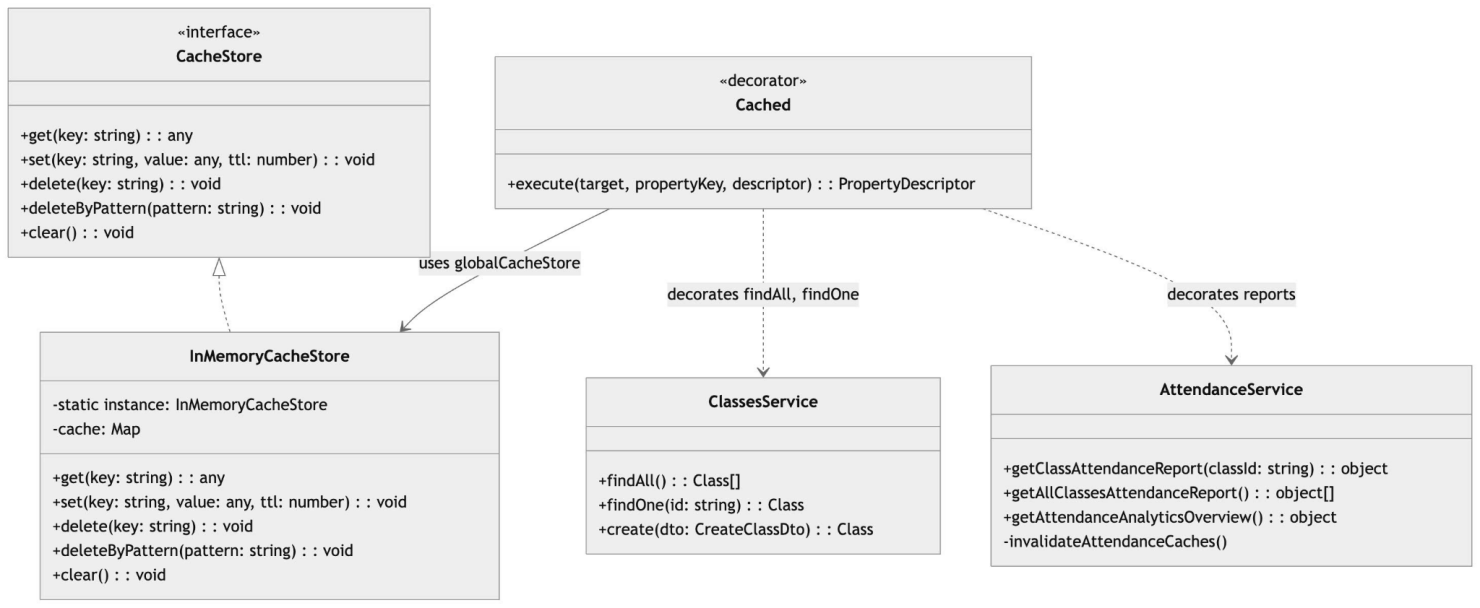 «interface»
CacheStore
+get(key: string) : : any
+set(key: string, value: any, ttl: number) : : void
+delete(key: string) : : void
+deleteByPattern(pattern: string) : : void
+clear() : : void
«decorator»
Cached
+execute(target, propertyKey, descriptor) : : PropertyDescriptor
uses globalCacheStore
decorates findAll, findOne
decorates reports
InMemoryCacheStore
-static instance: InMemoryCacheStore
-cache: Map
+get(key: string) : : any
+set(key: string, value: any, ttl: number) : : void
+delete(key: string) : : void
+deleteByPattern(pattern: string) : : void
+clear() : : void
ClassesService
+findAll() : : Class[]
+findOne(id: string) : : Class
+create(dto: CreateClassDto) : : Class
AttendanceService
+getClassAttendanceReport(classId: string) : : object
+getAllClassesAttendanceReport() : : object[]
+getAttendanceAnalyticsOverview() : : object
-invalidateAttendanceCaches()